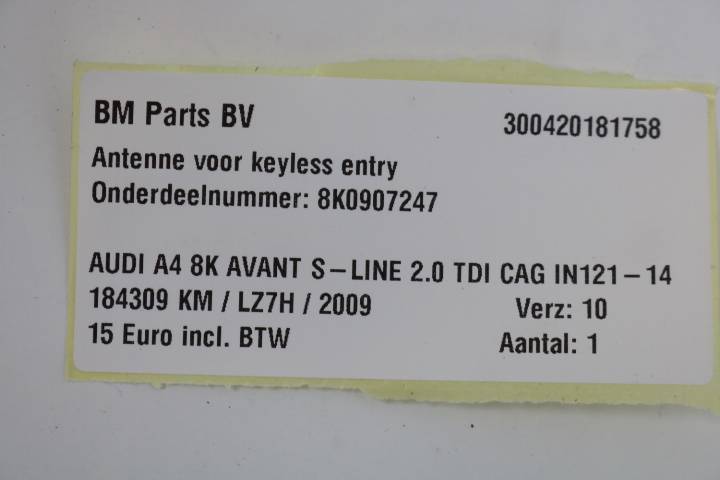 BM Parts BV 300420181758
Antenne voor keyless entry
Onderdeelnummer: 8K0907247
AUDI A4 8K AVANT S-LINE 2.0 TDI CAG IN121-14
184309 KM / LZ7H / 2009 Verz: 10
15 Euro incl. BTW Aantal: 1